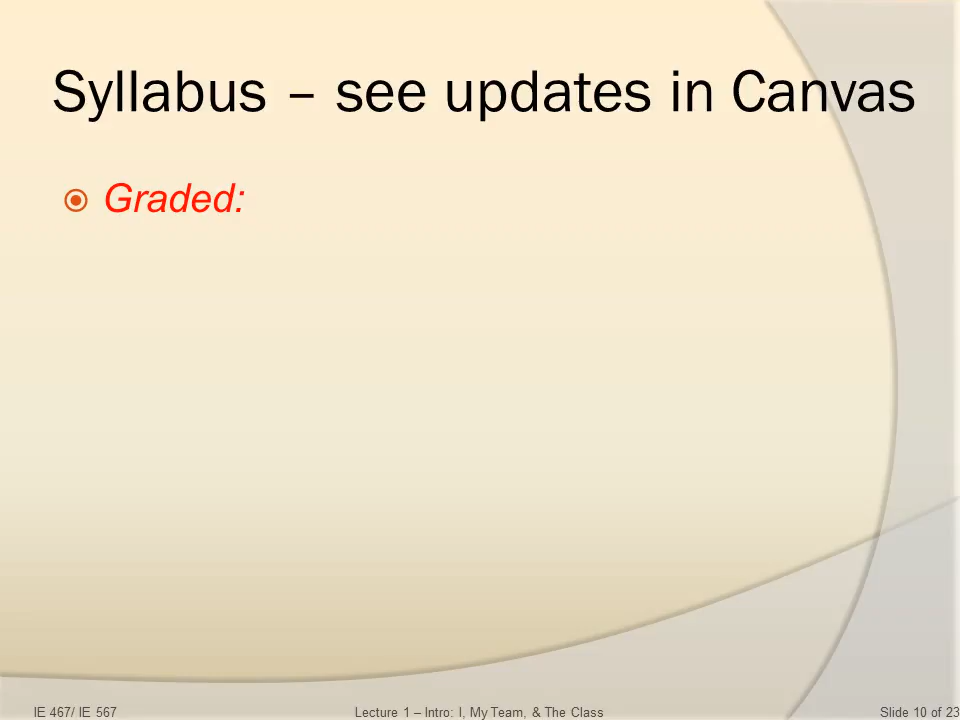 Syllabus – see updates in Canvas
Graded:
IE 467/ IE 567 Lecture 1 – Intro: I, My Team, & The Class Slide 10 of 23